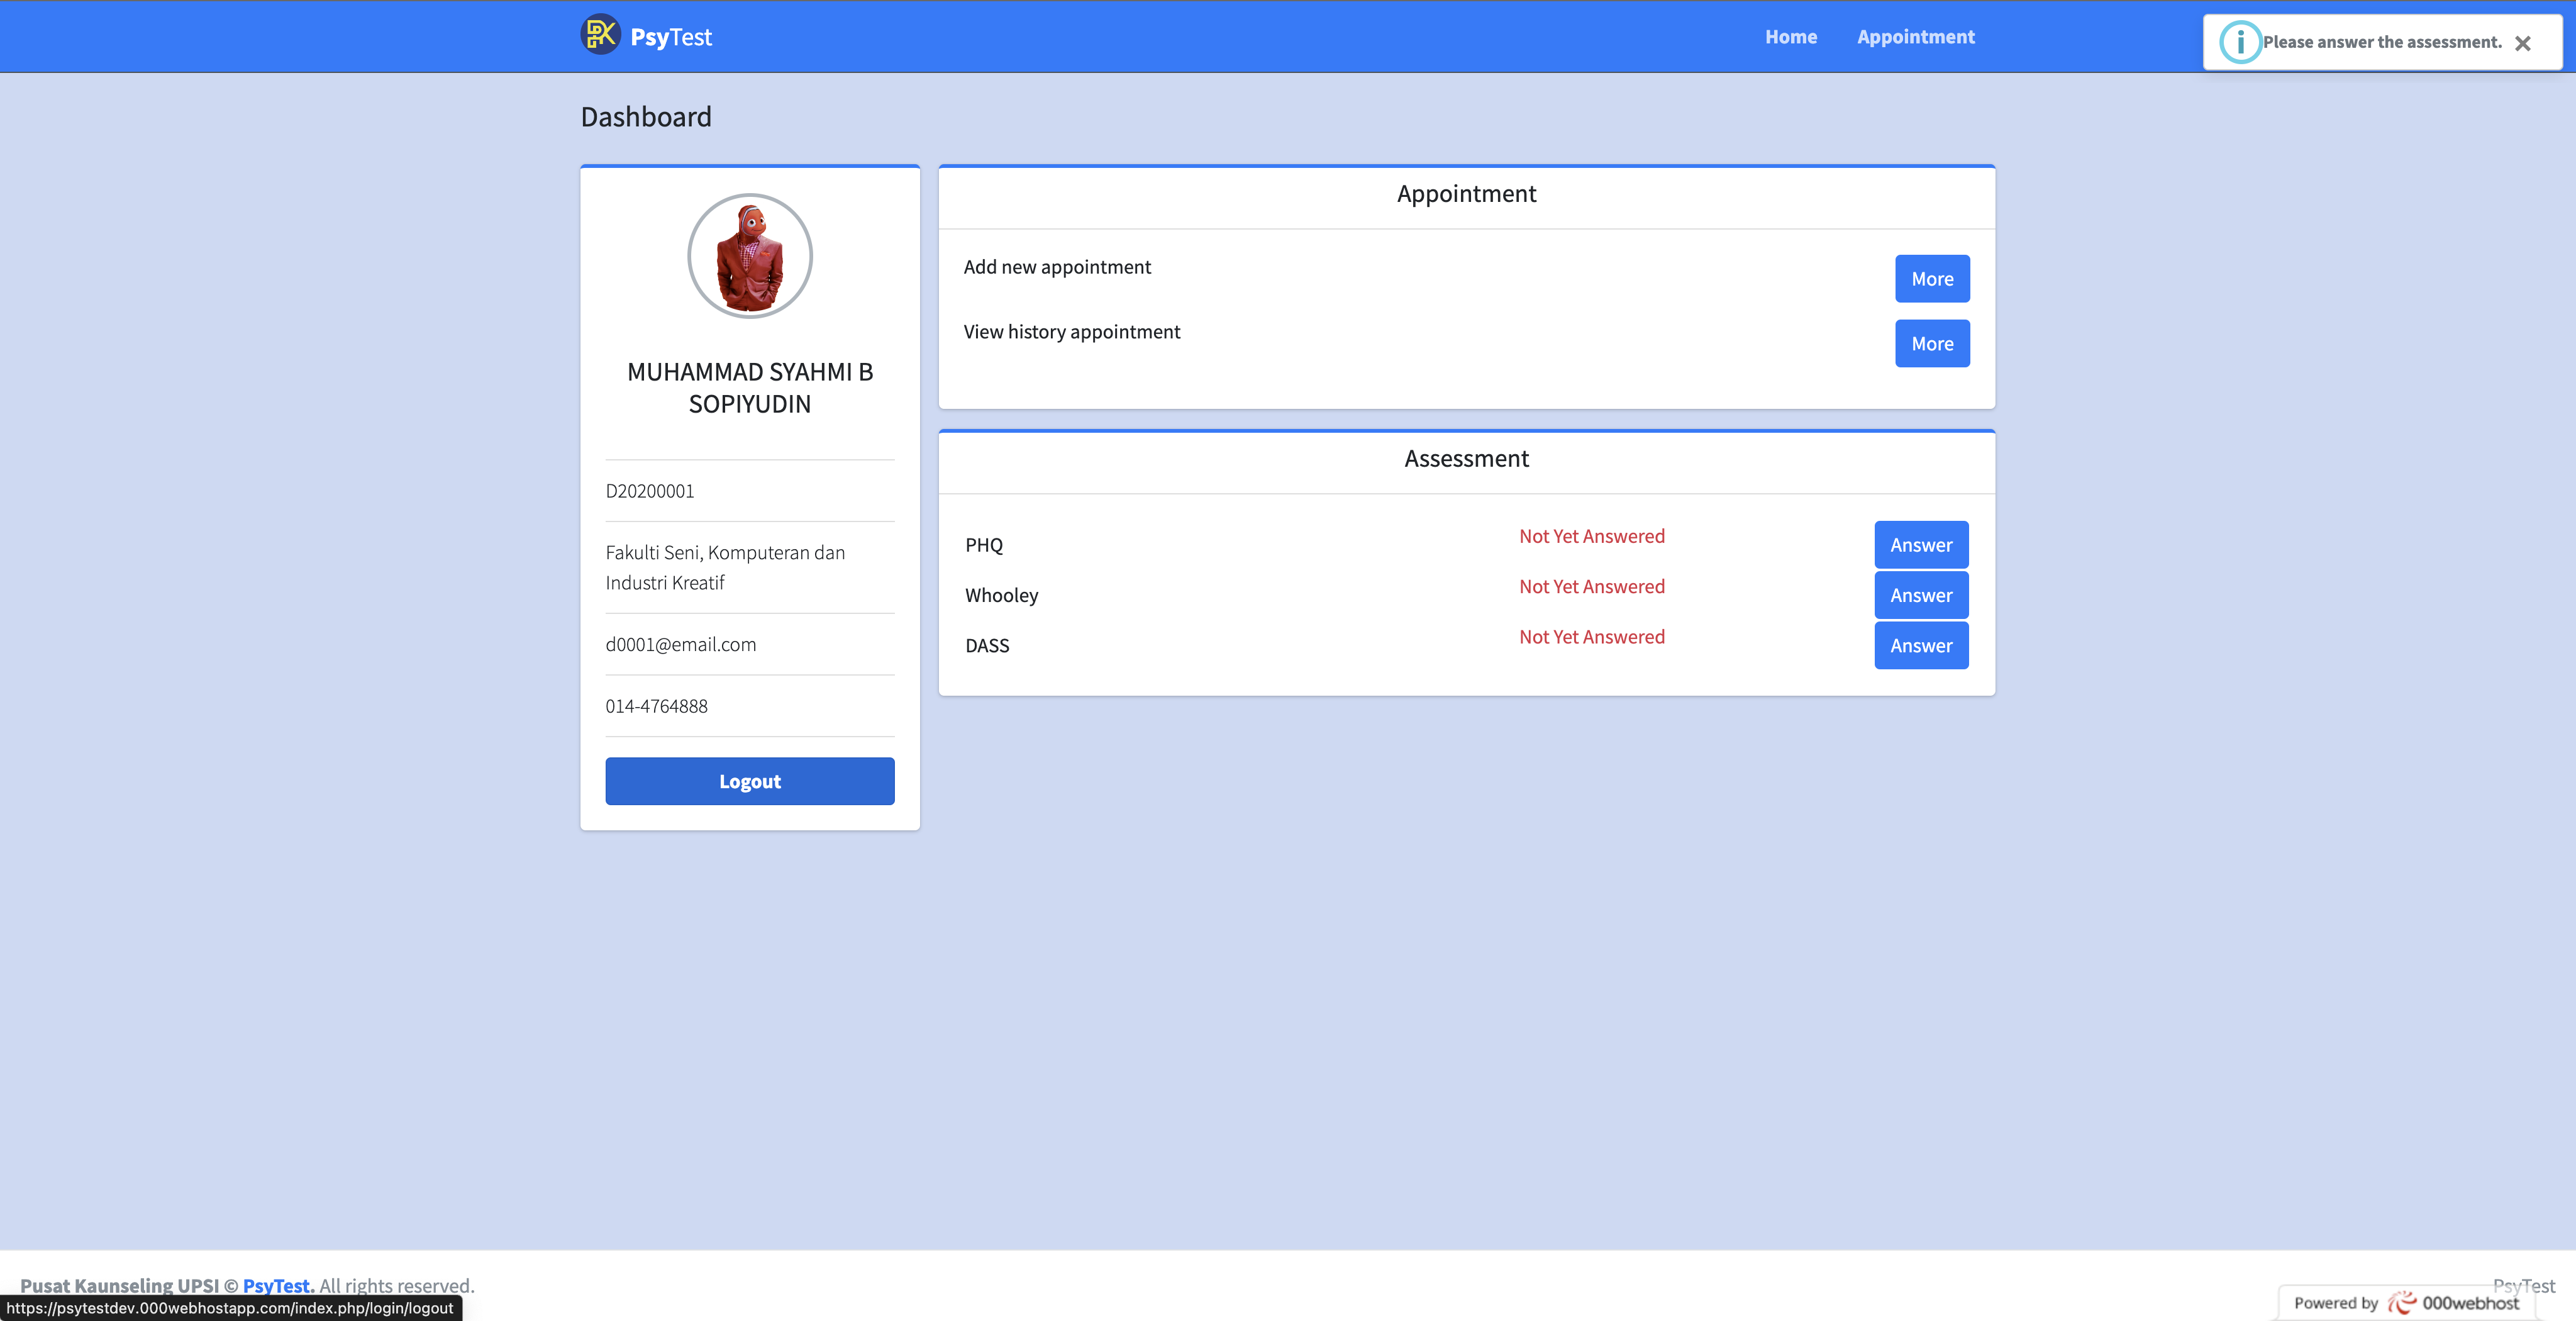 PsyTest
Home
Appointment
Please answer the assessment.
Dashboard
MUHAMMAD SYAHMI B
SOPIYUDIN
D20200001
Fakulti Seni, Komputeran dan
Industri Kreatif
d0001@email.com
014-4764888
Logout
Appointment
Add new appointment
More
View history appointment
More
Assessment
PHQ
Not Yet Answered
Answer
Whooley
Not Yet Answered
Answer
DASS
Not Yet Answered
Answer
Pusat Kaunseling UPSI © PsyTest. All rights reserved.
PsyTest
https://psytestdev.000webhostapp.com/index.php/login/logout
Powered by 000webhost